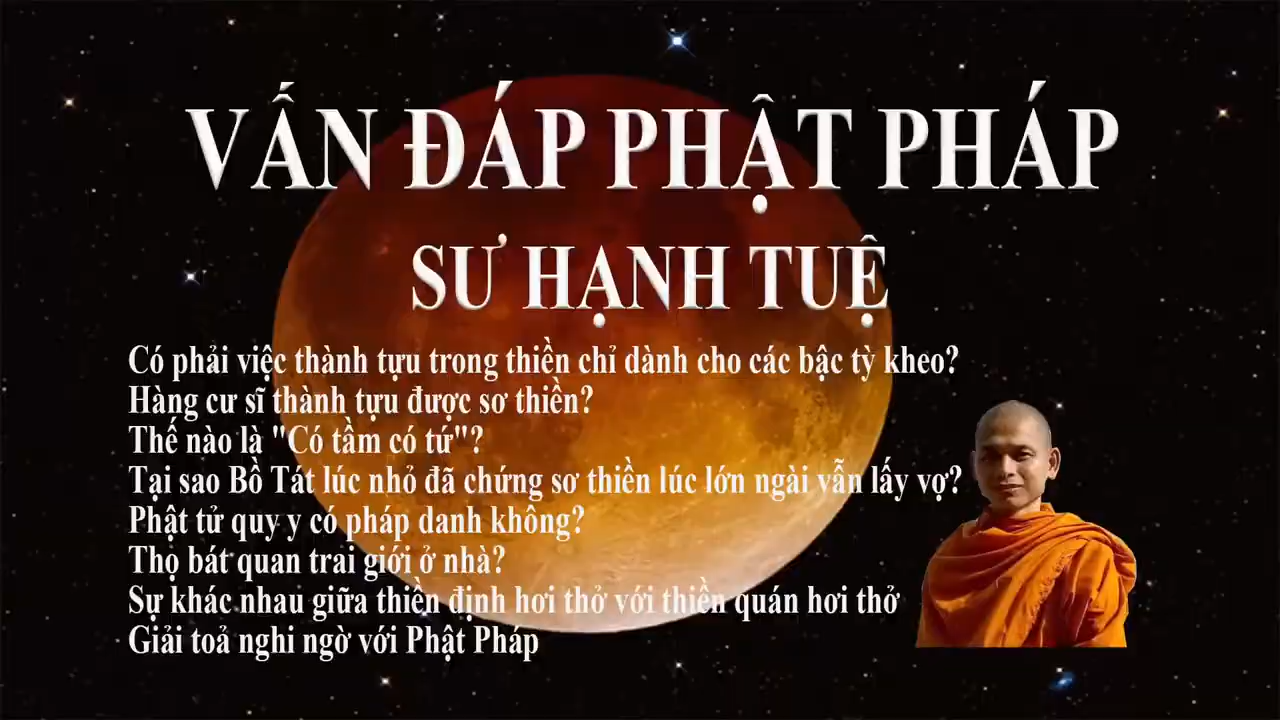 VẤN ĐÁP PHẬT PHÁP
SƯ HẠNH TUỆ
Có phải việc thành tựu trong thiền chỉ dành cho các bậc tỳ kheo?
Hàng cư sĩ thành tựu được sơ thiền?
Thế nào là "Có tầm có tứ"?
Tại sao Bồ Tát lúc nhỏ đã chứng sơ thiền lúc lớn ngài vẫn lấy vợ?
Phật tử quy y có pháp danh không?
Thọ bát quan trai giới ở nhà?
Sự khác nhau giữa thiền định hơi thở với thiền quán hơi thở
Giải toả nghi ngờ với Phật Pháp